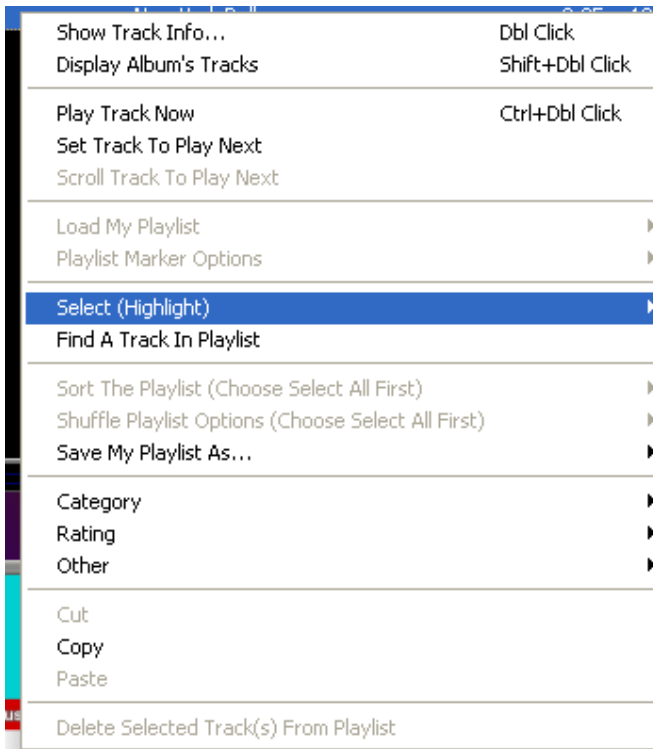 Show Track Info... Dbl Click
Display Album's Tracks Shift+Dbl Click
Play Track Now Ctrl+Dbl Click
Set Track To Play Next
Scroll Track To Play Next
Load My Playlist
Playlist Marker Options
Select (Highlight)
Find A Track In Playlist
Sort The Playlist (Choose Select All First)
Shuffle Playlist Options (Choose Select All First)
Save My Playlist As...
Category
Rating
Other
Cut
Copy
Paste
Delete Selected Track(s) From Playlist